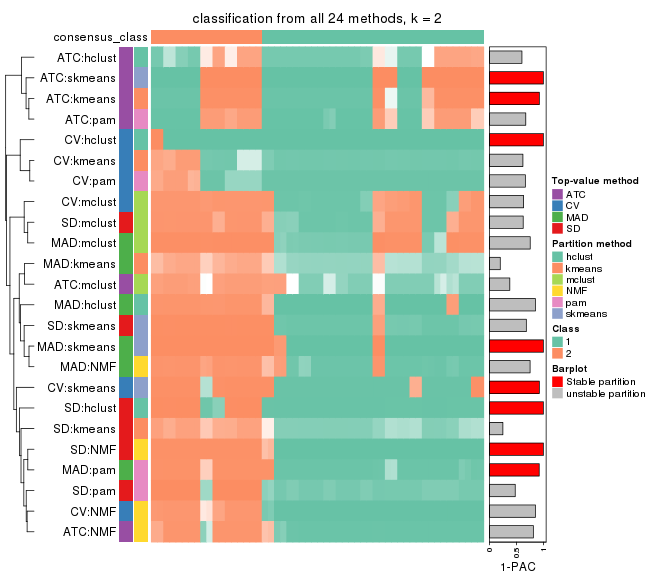 classification from all 24 methods, k = 2
consensus_class
ATC:hclust
ATC:skmeans
ATC:kmeans
ATC:pam
CV:hclust
CV:kmeans
CV:pam
CV:mclust
SD:mclust
MAD:mclust
MAD:kmeans
ATC:mclust
MAD:hclust
SD:skmeans
MAD:skmeans
MAD:NMF
CV:skmeans
SD:hclust
SD:kmeans
SD:NMF
MAD:pam
SD:pam
CV:NMF
ATC:NMF
0
0.5
1
1-PAC
Top-value method
ATC
CV
MAD
SD
Partition method
hclust
kmeans
mclust
NMF
pam
skmeans
Class
1
2
Barplot
Stable partition
unstable partition